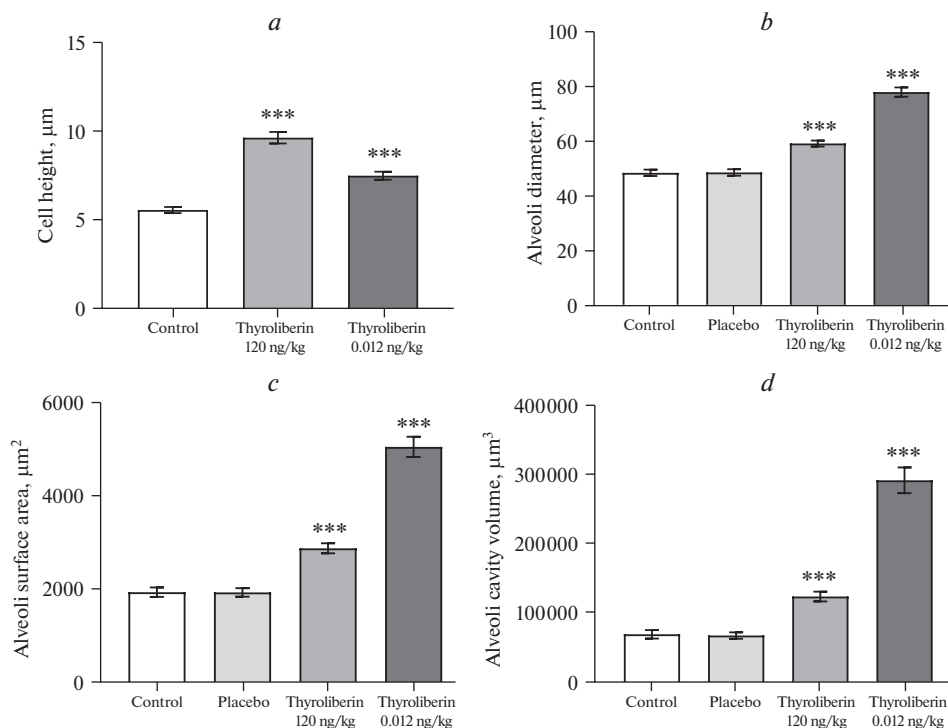 a
Cell height, μm
15
10
5
0
***
***
Control
Thyroliberin
120 ng/kg
Thyroliberin
0.012 ng/kg
b
Alveoli diameter, μm
100
80
60
40
20
0
***
***
Control
Placebo
Thyroliberin
120 ng/kg
Thyroliberin
0.012 ng/kg
c
Alveoli surface area, μm²
6000
4000
2000
0
***
***
Control
Placebo
Thyroliberin
120 ng/kg
Thyroliberin
0.012 ng/kg
d
Alveoli cavity volume, μm³
400000
300000
200000
100000
0
***
***
Control
Placebo
Thyroliberin
120 ng/kg
Thyroliberin
0.012 ng/kg